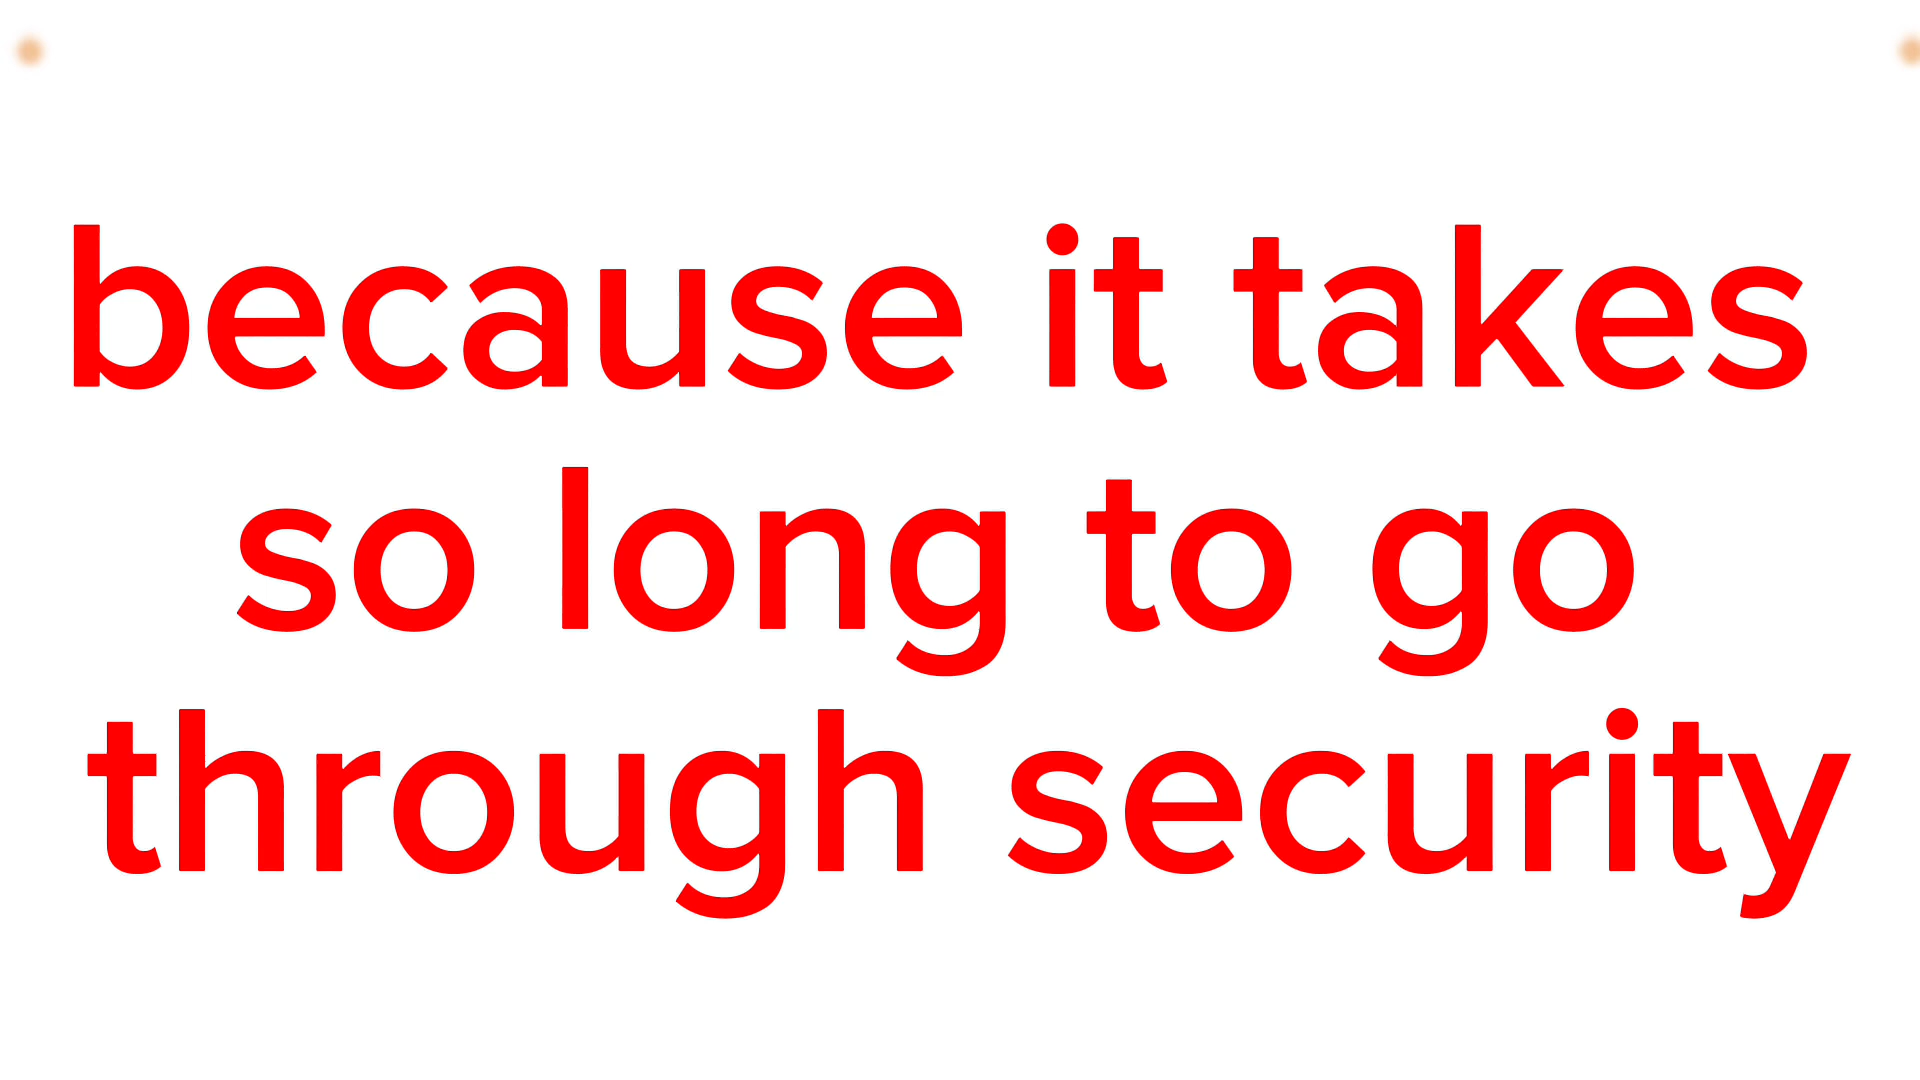 because it takes
so long to go
through security